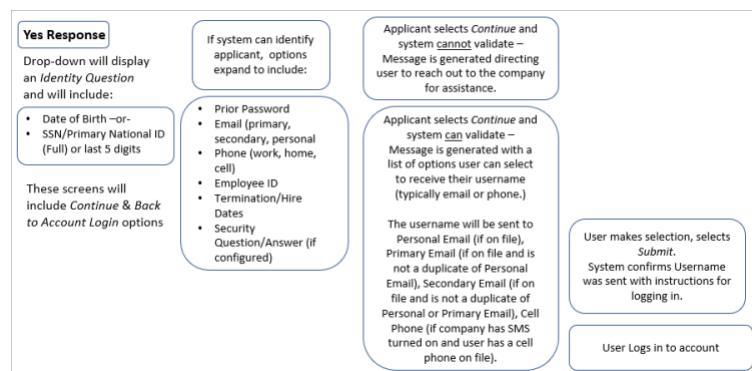 Yes Response
Drop-down will display
an Identity Question
and will include:
• Date of Birth –or-
• SSN/Primary National ID
(Full) or last 5 digits
These screens will
include Continue & Back
to Account Login options
If system can identify
applicant, options
expand to include:
• Prior Password
• Email (primary,
secondary, personal
• Phone (work, home,
cell)
• Employee ID
• Termination/Hire
Dates
• Security
Question/Answer (if
configured)
Applicant selects Continue and
system cannot validate –
Message is generated directing
user to reach out to the company
for assistance.
Applicant selects Continue and
system can validate –
Message is generated with a
list of options user can select
to receive their username
(typically email or phone.)
The username will be sent to
Personal Email (if on file),
Primary Email (if on file and is
not a duplicate of Personal
Email), Secondary Email (if on
file and is not a duplicate of
Personal or Primary Email), Cell
Phone (if company has SMS
turned on and user has a cell
phone on file).
User makes selection, selects
Submit.
System confirms Username
was sent with instructions for
logging in.
User Logs in to account